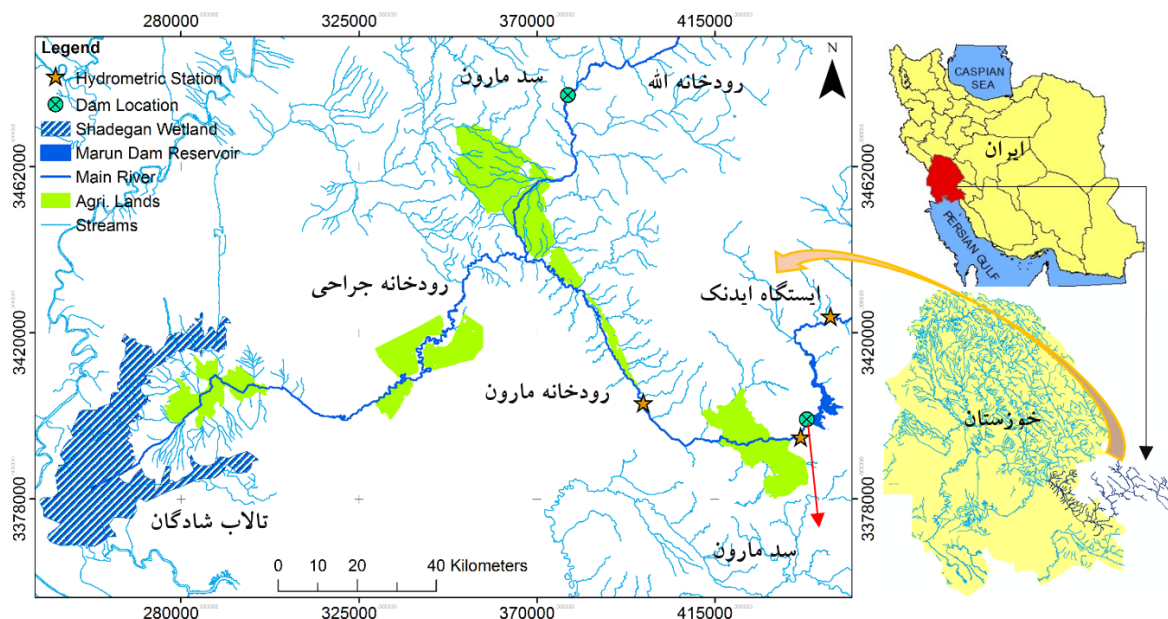 280000
325000
370000
415000
Legend
Hydrometric Station
Dam Location
Shadegan Wetland
Marun Dam Reservoir
Main River
Agri. Lands
Streams
سد مارون
رودخانه الله
N
3462000
3462000
رودخانه جراحی
ایستگاه ایدنک
3420000
3420000
رودخانه مارون
3378000
3378000
تالاب شادگان
سد مارون
0 10 20 40 Kilometers
280000
325000
370000
415000
CASPIAN
SEA
ایران
PERSIAN GULF
خوزستان